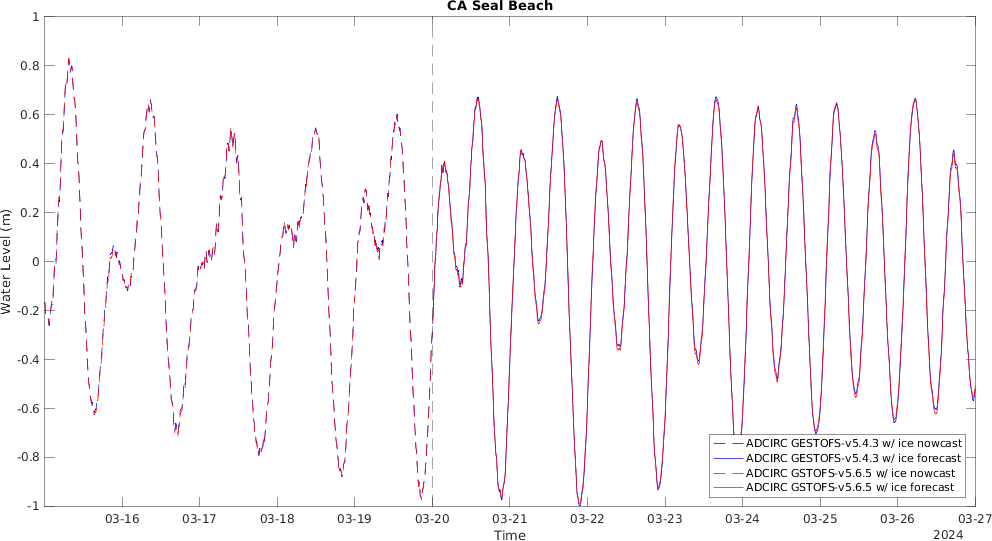 CA Seal Beach
1
0.8
0.6
0.4
0.2
0
-0.2
-0.4
-0.6
-0.8
-1
Water Level (m)
03-16 03-17 03-18 03-19 03-20 03-21 03-22 03-23 03-24 03-25 03-26 03-27
Time
2024
ADCIRC GESTOFS-v5.4.3 w/ ice nowcast
ADCIRC GESTOFS-v5.4.3 w/ ice forecast
ADCIRC GSTOFS-v5.6.5 w/ ice nowcast
ADCIRC GSTOFS-v5.6.5 w/ ice forecast